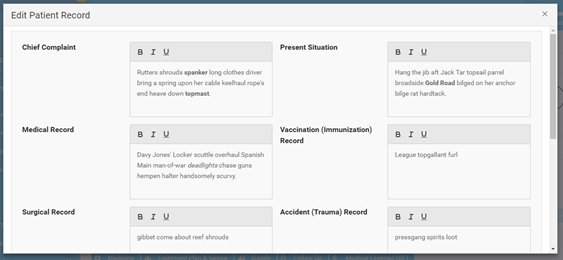 Edit Patient Record
×
Chief Complaint
B I U
Rutters shrouds spanker long clothes driver
bring a spring upon her cable keelhaul rope's
end heave down topmast.
Present Situation
B I U
Hang the jib aft Jack Tar topsail parrel
broadside Gold Road bilged on her anchor
bilge rat hardtack.
Medical Record
B I U
Davy Jones' Locker scuttle overhaul Spanish
Main man-of-war deadlights chase guns
hempen halter handsomely scurvy.
Vaccination (Immunization)
Record
B I U
League topgallant furl
Surgical Record
B I U
gibbet come about reef shrouds
Accident (Trauma) Record
B I U
pressgang spirits loot